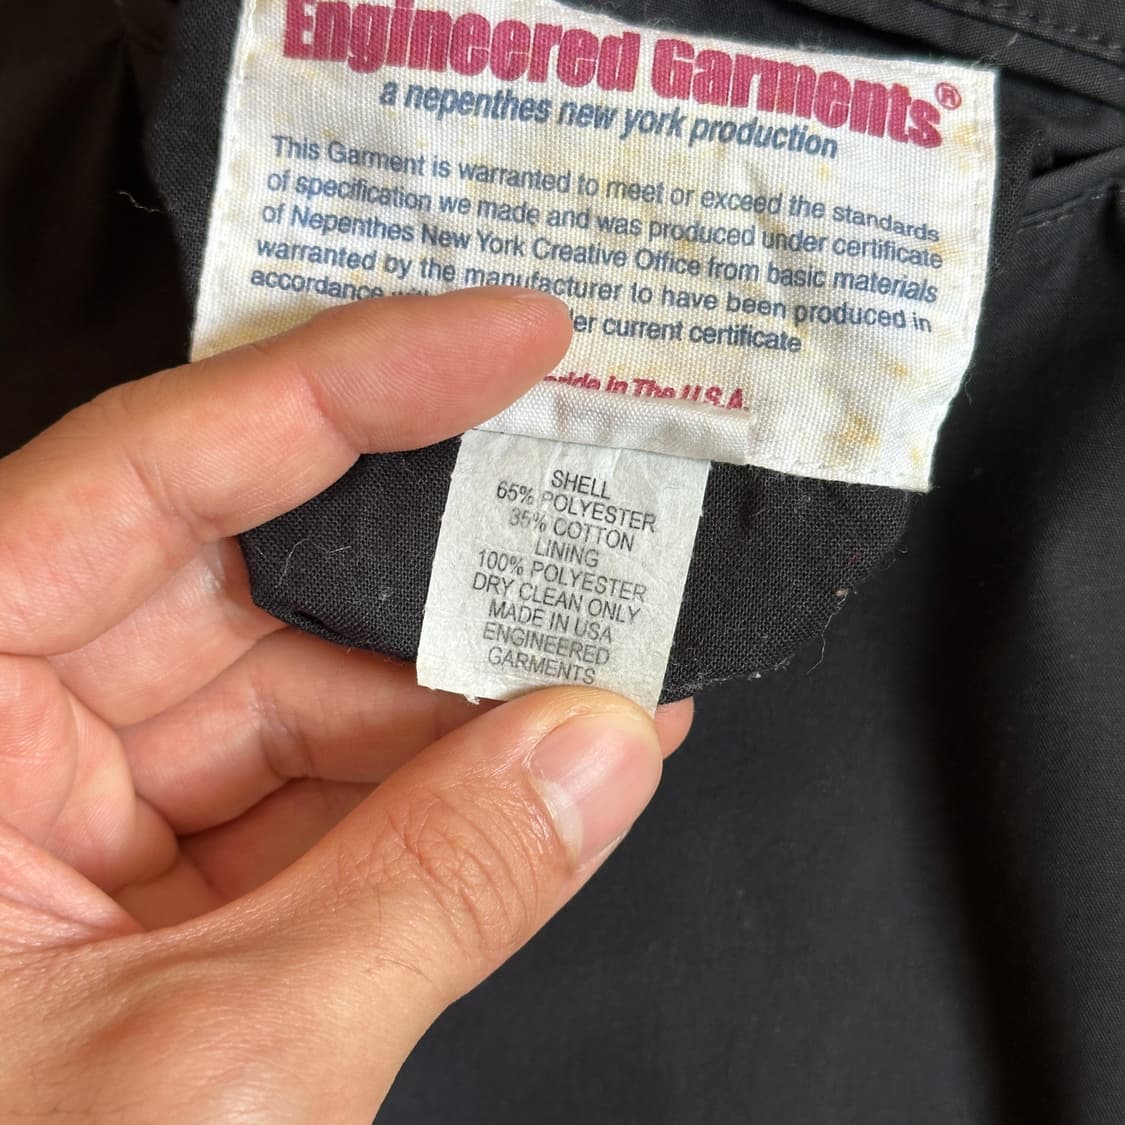 Engineered Garments®
a nepenthes new york production
This Garment is warranted to meet or exceed the standards
of specification we made and was produced under certificate
of Nepenthes New York Creative Office from basic materials
warranted by the manufacturer to have been produced in
accordance current certificate
In The U.S.A.
SHELL
65% POLYESTER
35% COTTON
LINING
100% POLYESTER
DRY CLEAN ONLY
MADE IN USA
ENGINEERED
GARMENTS